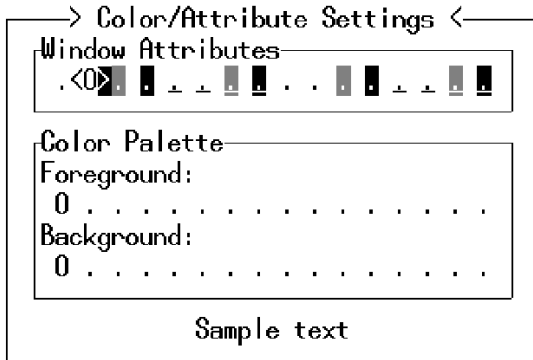 > Color/Attribute Settings <
Window Attributes
.<0>. . . . . . . . . . . . . .
Color Palette
Foreground:
0 . . . . . . . . . . . . . . .
Background:
0 . . . . . . . . . . . . . . .
Sample text